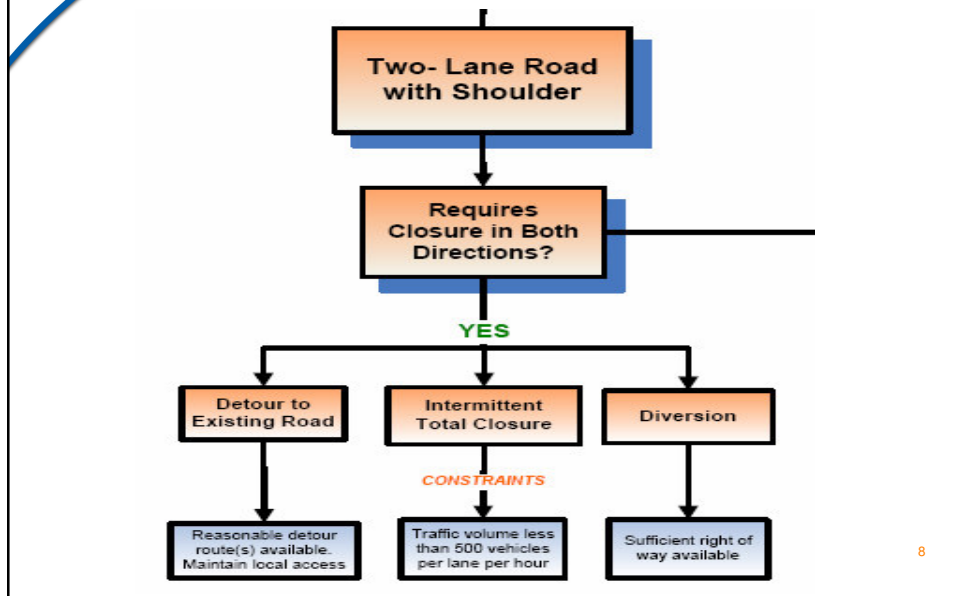 Two- Lane Road
with Shoulder
Requires
Closure in Both
Directions?
YES
Detour to
Existing Road
Intermittent
Total Closure
Diversion
CONSTRAINTS
Reasonable detour
route(s) available.
Maintain local access
Traffic volume less
than 500 vehicles
per lane per hour
Sufficient right of
way available
8